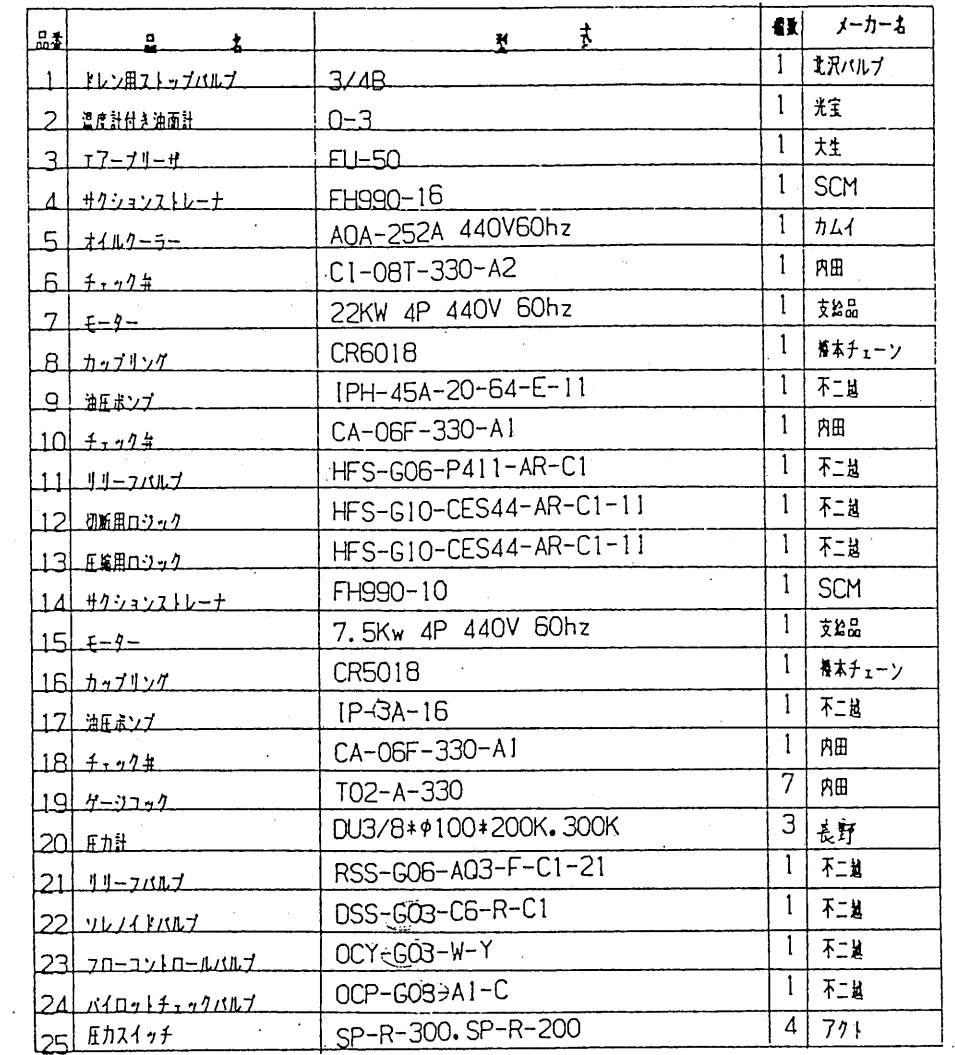 品番 品名 型式 個数 メーカー名
1 ドレン用ストップバルブ 3/4B 1 北沢バルブ
2 温度計付き油面計 0-3 1 光宝
3 エアーブリーザ FU-50 1 大生
4 サクションストレーナ FH990-16 1 SCM
5 オイルクーラー AOA-252A 440V60hz 1 カムイ
6 チェック弁 C1-08T-330-A2 1 内田
7 モーター 22KW 4P 440V 60hz 1 支給品
8 カップリング CR6018 1 椿本チェーン
9 油圧ポンプ IPH-45A-20-64-E-11 1 不二越
10 チェック弁 CA-06F-330-A1 1 内田
11 リリーフバルブ HFS-G06-P411-AR-C1 1 不二越
12 切断用ロジック HFS-G10-CES44-AR-C1-11 1 不二越
13 圧縮用ロジック HFS-G10-CES44-AR-C1-11 1 不二越
14 サクションストレーナ FH990-10 1 SCM
15 モーター 7.5Kw 4P 440V 60hz 1 支給品
16 カップリング CR5018 1 椿本チェーン
17 油圧ポンプ IP-3A-16 1 不二越
18 チェック弁 CA-06F-330-A1 1 内田
19 ゲージコック T02-A-330 7 内田
20 圧力計 DU3/8*φ100*200K.300K 3 長野
21 リリーフバルブ RSS-G06-AQ3-F-C1-21 1 不二越
22 ソレノイドバルブ DSS-G03-C6-R-C1 1 不二越
23 フローコントロールバルブ OCY-G03-W-Y 1 不二越
24 パイロットチェックバルブ OCP-G03-A1-C 1 不二越
25 圧力スイッチ SP-R-300.SP-R-200 4 アクト